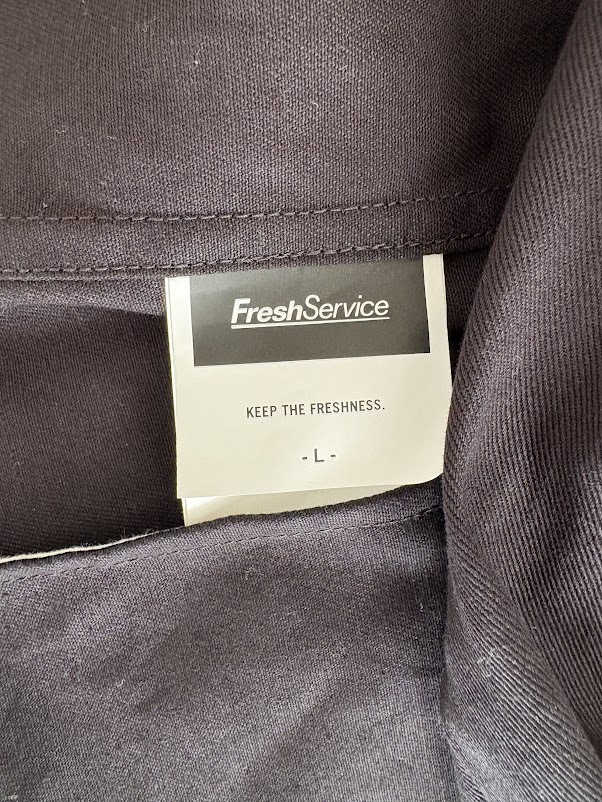 FreshService
KEEP THE FRESHNESS.
- L -